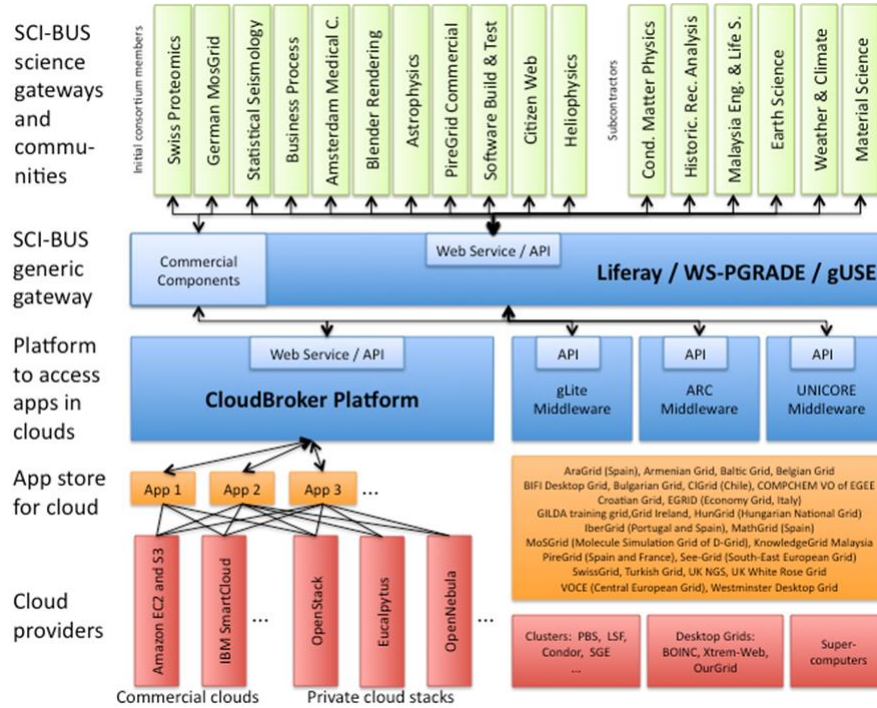 SCI-BUS
science
gateways
and
commu-
nities
Initial consortium members
Swiss Proteomics
German MosGrid
Statistical Seismology
Business Process
Amsterdam Medical C.
Blender Rendering
Astrophysics
PireGrid Commercial
Software Build & Test
Citizen Web
Heliophysics
Subcontractors
Cond. Matter Physics
Historic. Rec. Analysis
Malaysia Eng. & Life S.
Earth Science
Weather & Climate
Material Science
SCI-BUS
generic
gateway
Commercial
Components
Web Service / API
Liferay / WS-PGRADE / gUSE
Platform
to access
apps in
clouds
Web Service / API
CloudBroker Platform
API
gLite
Middleware
API
ARC
Middleware
API
UNICORE
Middleware
App store
for cloud
App 1
App 2
App 3
...
AraGrid (Spain), Armenian Grid, Baltic Grid, Belgian Grid
BIFI Desktop Grid, Bulgarian Grid, ClGrid (Chile), COMPCHEM VO of EGEE
Croatian Grid, EGRID (Economy Grid, Italy)
GILDA training grid,Grid Ireland, HunGrid (Hungarian National Grid)
IberGrid (Portugal and Spain), MathGrid (Spain)
MoSGrid (Molecule Simulation Grid of D-Grid), KnowledgeGrid Malaysia
PireGrid (Spain and France), See-Grid (South-East European Grid)
SwissGrid, Turkish Grid, UK NGS, UK White Rose Grid
VOCE (Central European Grid), Westminster Desktop Grid
Cloud
providers
Amazon EC2 and S3
IBM SmartCloud
...
OpenStack
Eucalpytus
OpenNebula
...
Commercial clouds
Private cloud stacks
Clusters: PBS, LSF,
Condor, SGE
...
Desktop Grids:
BOINC, Xtrem-Web,
OurGrid
Super-
computers